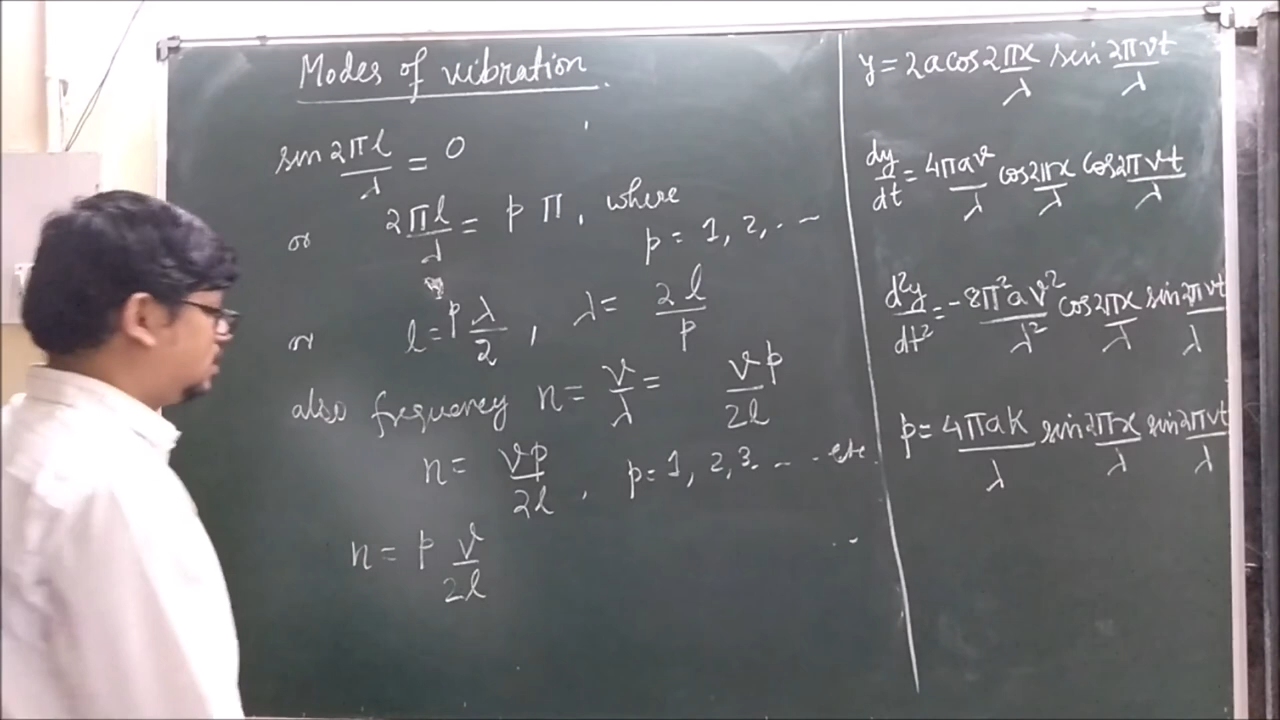 Modes of vibration
sin 2πl/λ = 0
or 2πl/λ = p π, where
p = 1, 2, . --
or l = p λ/2 , λ = 2l/p
also frequency n = v/λ = vp/2l
n = vp/2l , p = 1, 2, 3. - . etc.
n = p v/2l
y = 2a cos 2πx/λ sin 2πvt/λ
dy/dt = 4πav/λ cos 2πx/λ cos 2πvt/λ
d²y/dt² = -8π²av²/λ² cos 2πx/λ sin 2πvt/λ
p = 4πaK/λ sin 2πx/λ sin 2πvt/λ